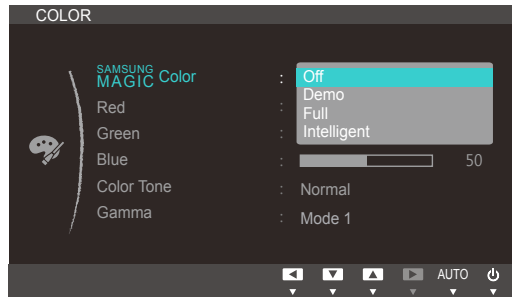 COLOR
SAMSUNG
MAGIC Color : Off
Demo
Full
Intelligent
Red :
Green :
Blue : 50
Color Tone : Normal
Gamma : Mode 1
AUTO